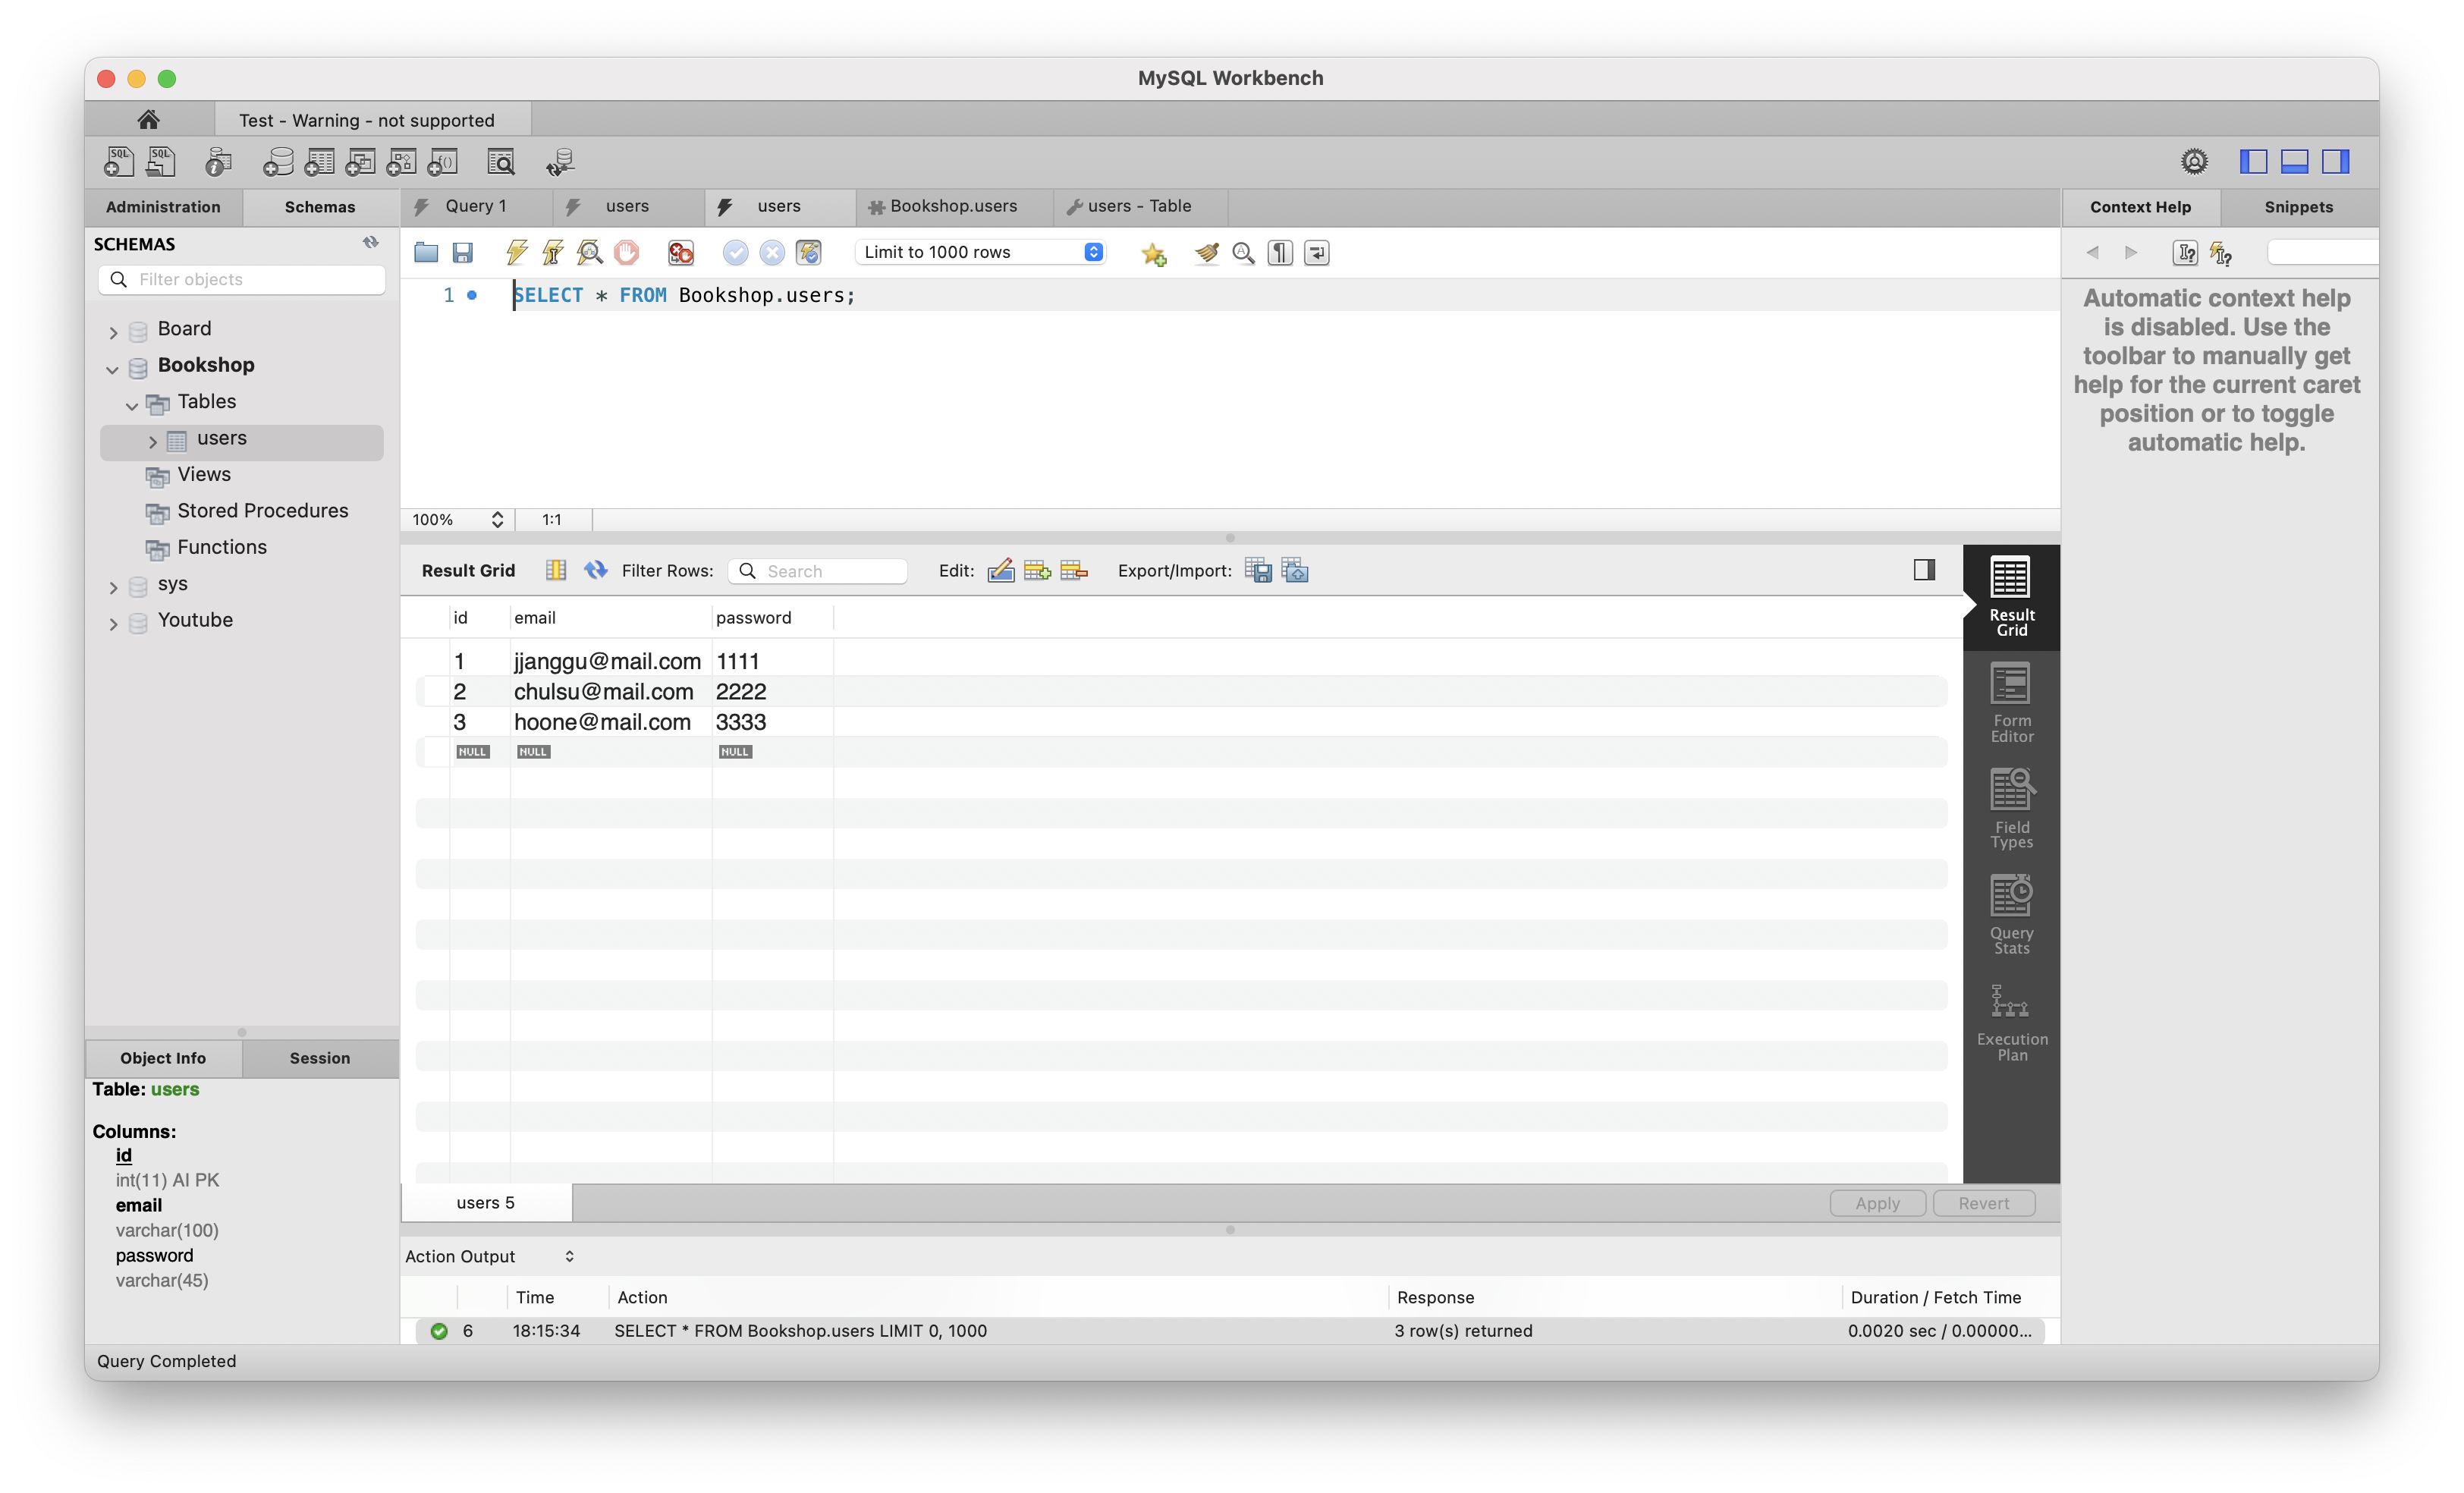 MySQL Workbench
Test - Warning - not supported
Administration Schemas
Query 1 users users Bookshop.users users - Table
Context Help Snippets
SCHEMAS
Filter objects
Board
Bookshop
Tables
users
Views
Stored Procedures
Functions
sys
Youtube
Limit to 1000 rows
1 SELECT * FROM Bookshop.users;
100% 1:1
Automatic context help
is disabled. Use the
toolbar to manually get
help for the current caret
position or to toggle
automatic help.
Result Grid Filter Rows: Search Edit: Export/Import:
id email password
1 jjanggu@mail.com 1111
2 chulsu@mail.com 2222
3 hoone@mail.com 3333
NULL NULL NULL
Result
Grid
Form
Editor
Field
Types
Query
Stats
Execution
Plan
users 5 Apply Revert
Object Info Session
Table: users
Columns:
id
int(11) AI PK
email
varchar(100)
password
varchar(45)
Action Output
Time Action Response Duration / Fetch Time
6 18:15:34 SELECT * FROM Bookshop.users LIMIT 0, 1000 3 row(s) returned 0.0020 sec / 0.00000...
Query Completed